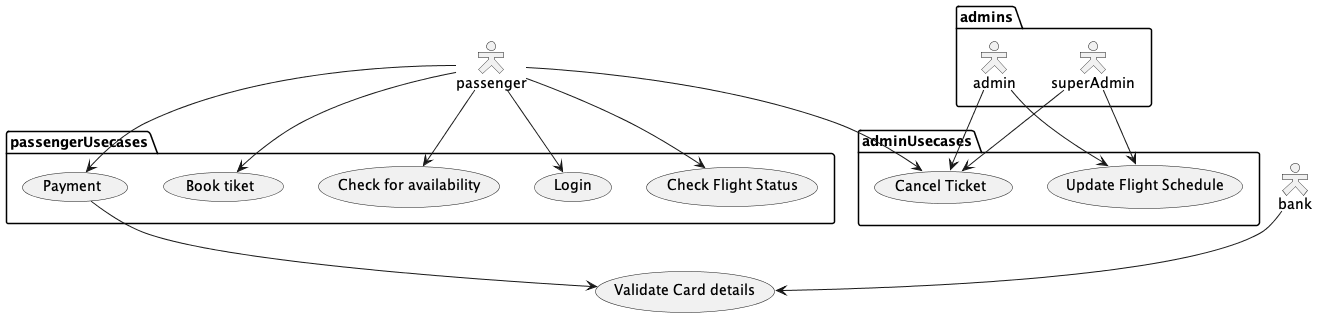 admins
passenger
admin
superAdmin
passengerUsecases
adminUsecases
Payment
Book tiket
Check for availability
Login
Check Flight Status
Cancel Ticket
Update Flight Schedule
bank
Validate Card details